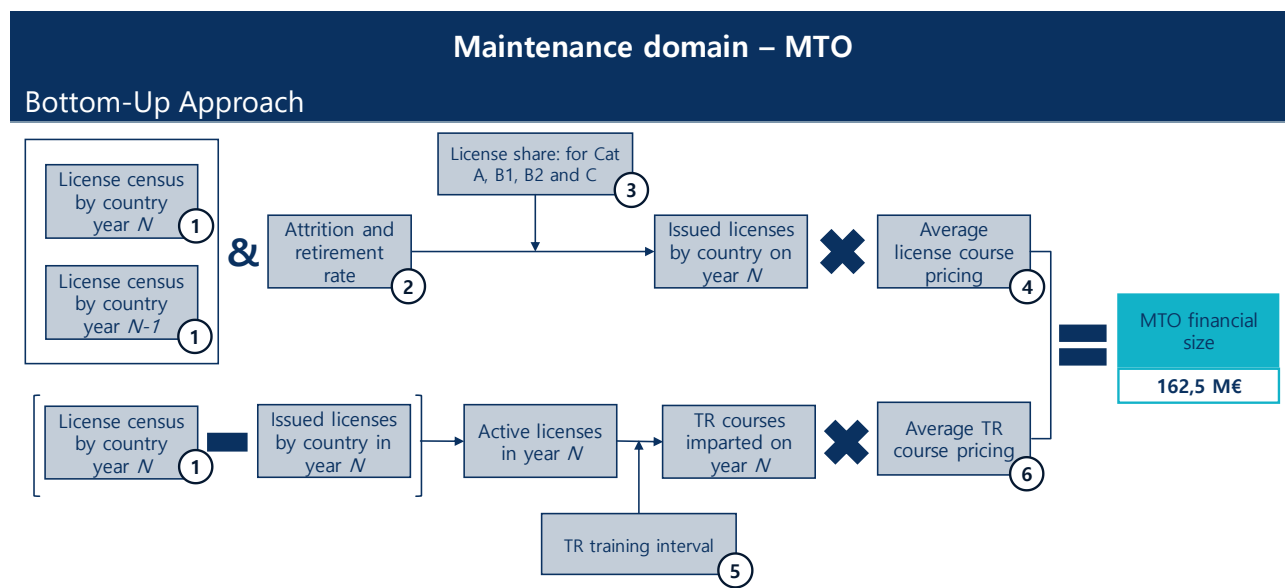 Maintenance domain – MTO
Bottom-Up Approach
License census
by country
year N
1
License census
by country
year N-1
1
&
Attrition and
retirement
rate
2
License share: for Cat
A, B1, B2 and C
3
Issued licenses
by country on
year N
Average
license course
pricing
4
License census
by country
year N
1
Issued licenses
by country in
year N
Active licenses
in year N
TR courses
imparted on
year N
Average TR
course pricing
6
TR training interval
5
MTO financial
size
162,5 M€